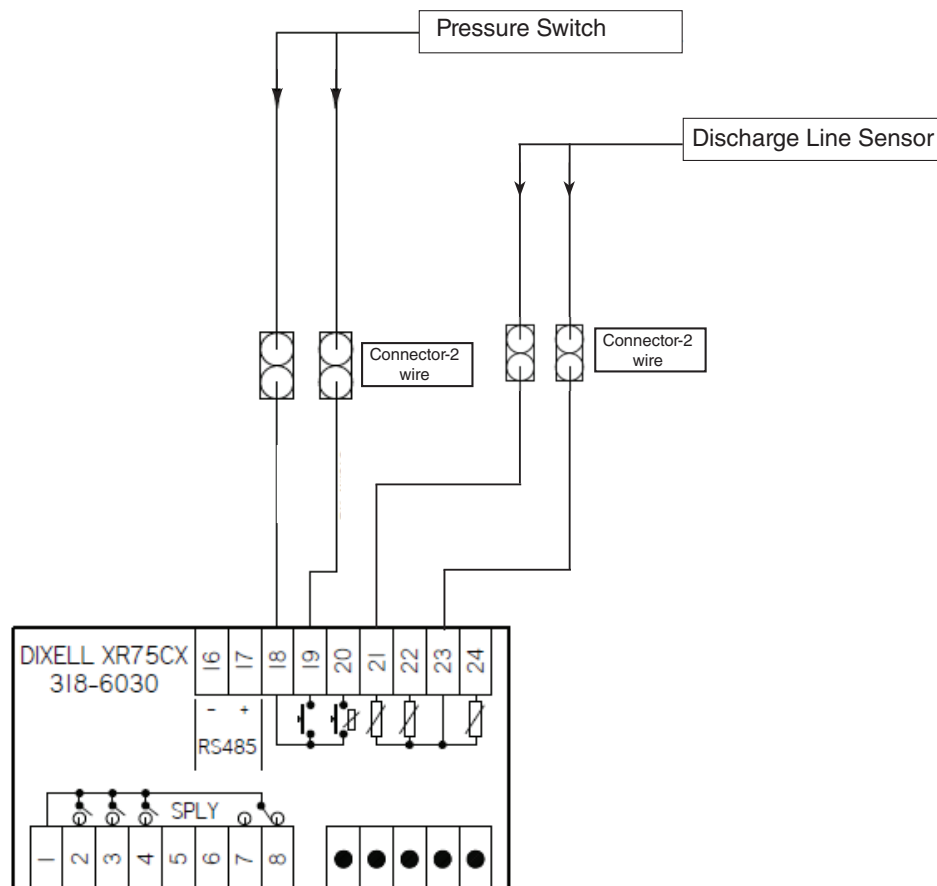 Pressure Switch
Discharge Line Sensor
Connector-2
wire
Connector-2
wire
DIXELL XR75CX
318-6030
16 17 18 19 20 21 22 23 24
- +
RS485
SPLY
1 2 3 4 5 6 7 8